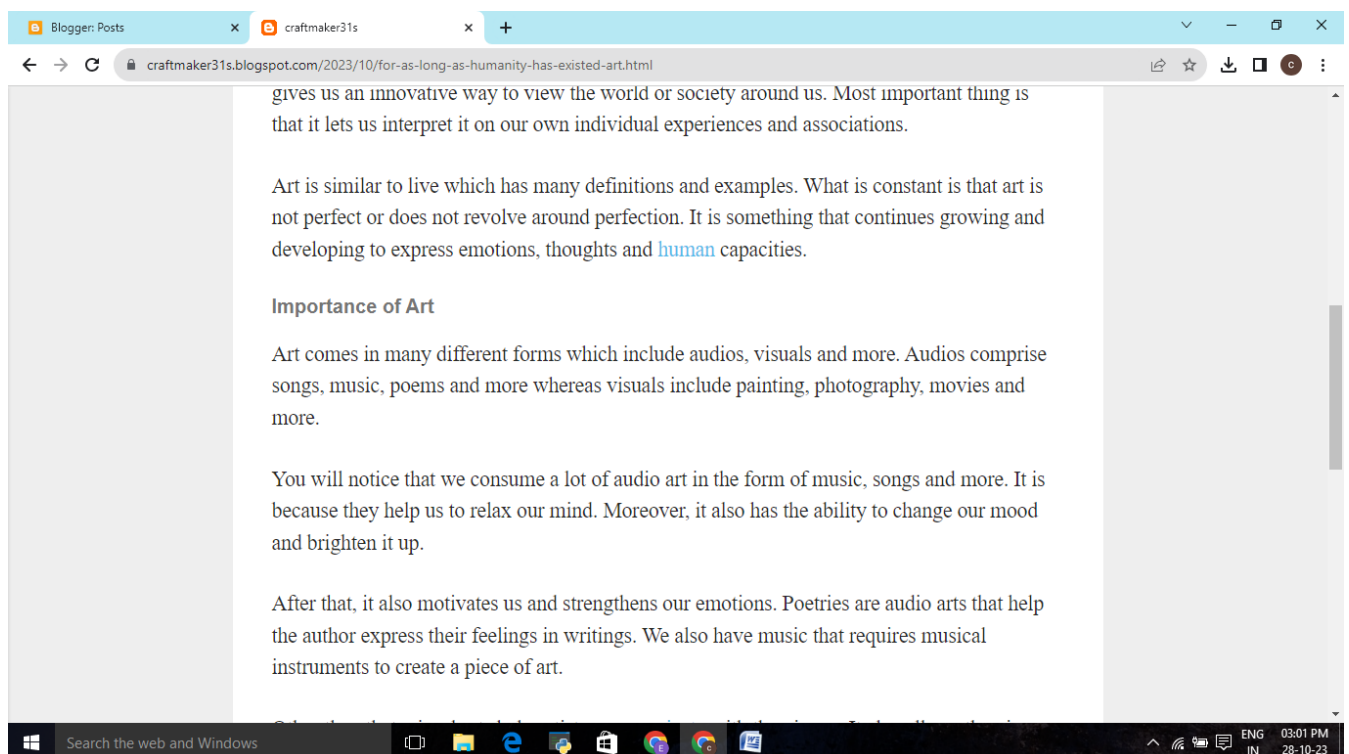 Blogger: Posts
craftmaker31s
craftmaker31s.blogspot.com/2023/10/for-as-long-as-humanity-has-existed-art.html
C
gives us an innovative way to view the world or society around us. Most important thing is
that it lets us interpret it on our own individual experiences and associations.
Art is similar to live which has many definitions and examples. What is constant is that art is
not perfect or does not revolve around perfection. It is something that continues growing and
developing to express emotions, thoughts and human capacities.
Importance of Art
Art comes in many different forms which include audios, visuals and more. Audios comprise
songs, music, poems and more whereas visuals include painting, photography, movies and
more.
You will notice that we consume a lot of audio art in the form of music, songs and more. It is
because they help us to relax our mind. Moreover, it also has the ability to change our mood
and brighten it up.
After that, it also motivates us and strengthens our emotions. Poetries are audio arts that help
the author express their feelings in writings. We also have music that requires musical
instruments to create a piece of art.
Search the web and Windows
ENG 03:01 PM
IN 28-10-23